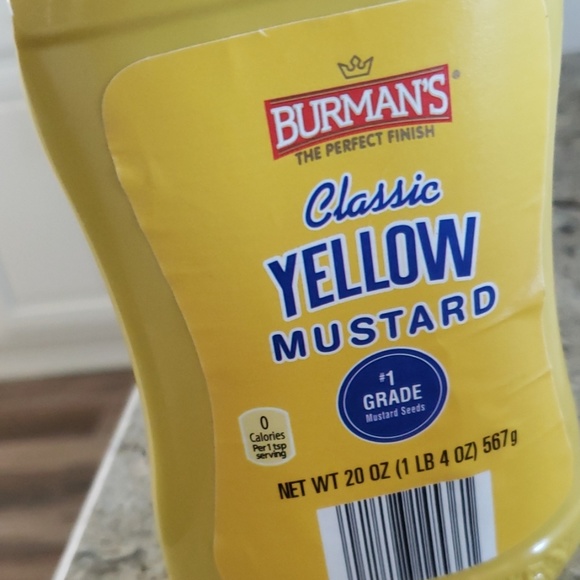 BURMAN'S®
THE PERFECT FINISH
Classic
YELLOW
MUSTARD
#1
GRADE
Mustard Seeds
0
Calories
Per 1 tsp
serving
NET WT 20 OZ (1 LB 4 OZ) 567g